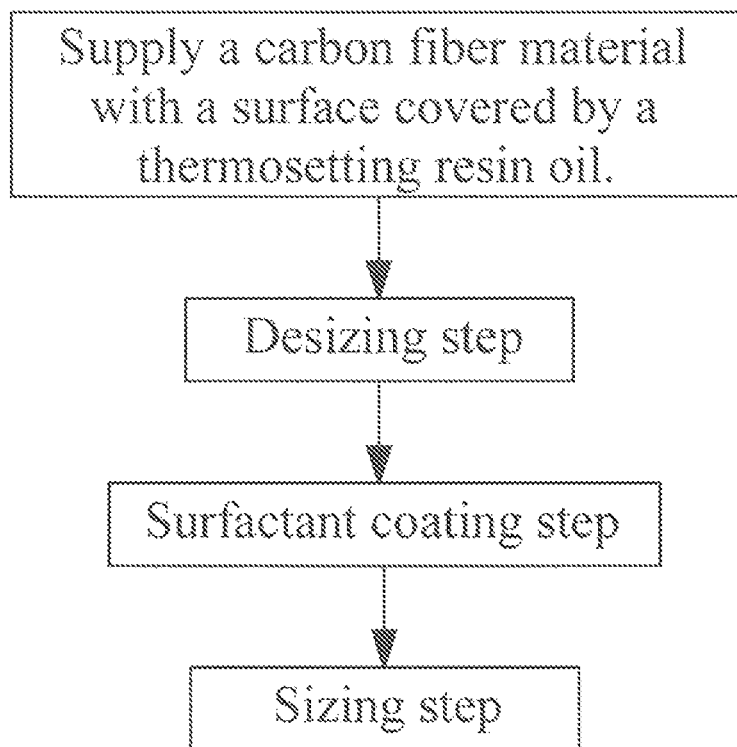 Supply a carbon fiber material
with a surface covered by a
thermosetting resin oil.
Desizing step
Surfactant coating step
Sizing step